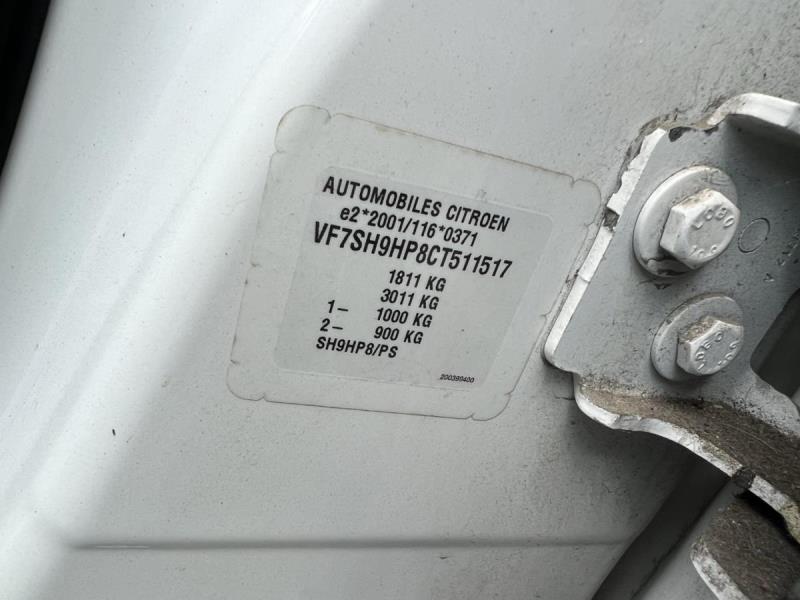 AUTOMOBILES CITROEN
e2*2001/116*0371
VF7SH9HP8CT511517
1811 KG
3011 KG
1– 1000 KG
2– 900 KG
SH9HP8/PS
200399400